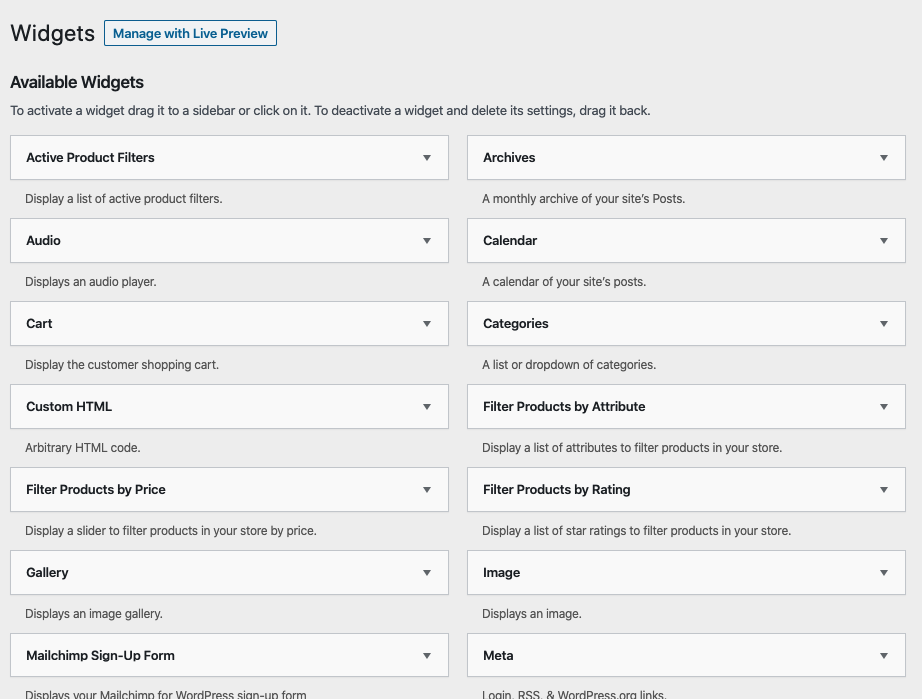 Widgets Manage with Live Preview
Available Widgets
To activate a widget drag it to a sidebar or click on it. To deactivate a widget and delete its settings, drag it back.
Active Product Filters Archives
Display a list of active product filters. A monthly archive of your site's Posts.
Audio Calendar
Displays an audio player. A calendar of your site's posts.
Cart Categories
Display the customer shopping cart. A list or dropdown of categories.
Custom HTML Filter Products by Attribute
Arbitrary HTML code. Display a list of attributes to filter products in your store.
Filter Products by Price Filter Products by Rating
Display a slider to filter products in your store by price. Display a list of star ratings to filter products in your store.
Gallery Image
Displays an image gallery. Displays an image.
Mailchimp Sign-Up Form Meta
Displays your Mailchimp for WordPress sign-up form Login, RSS, & WordPress.org links.